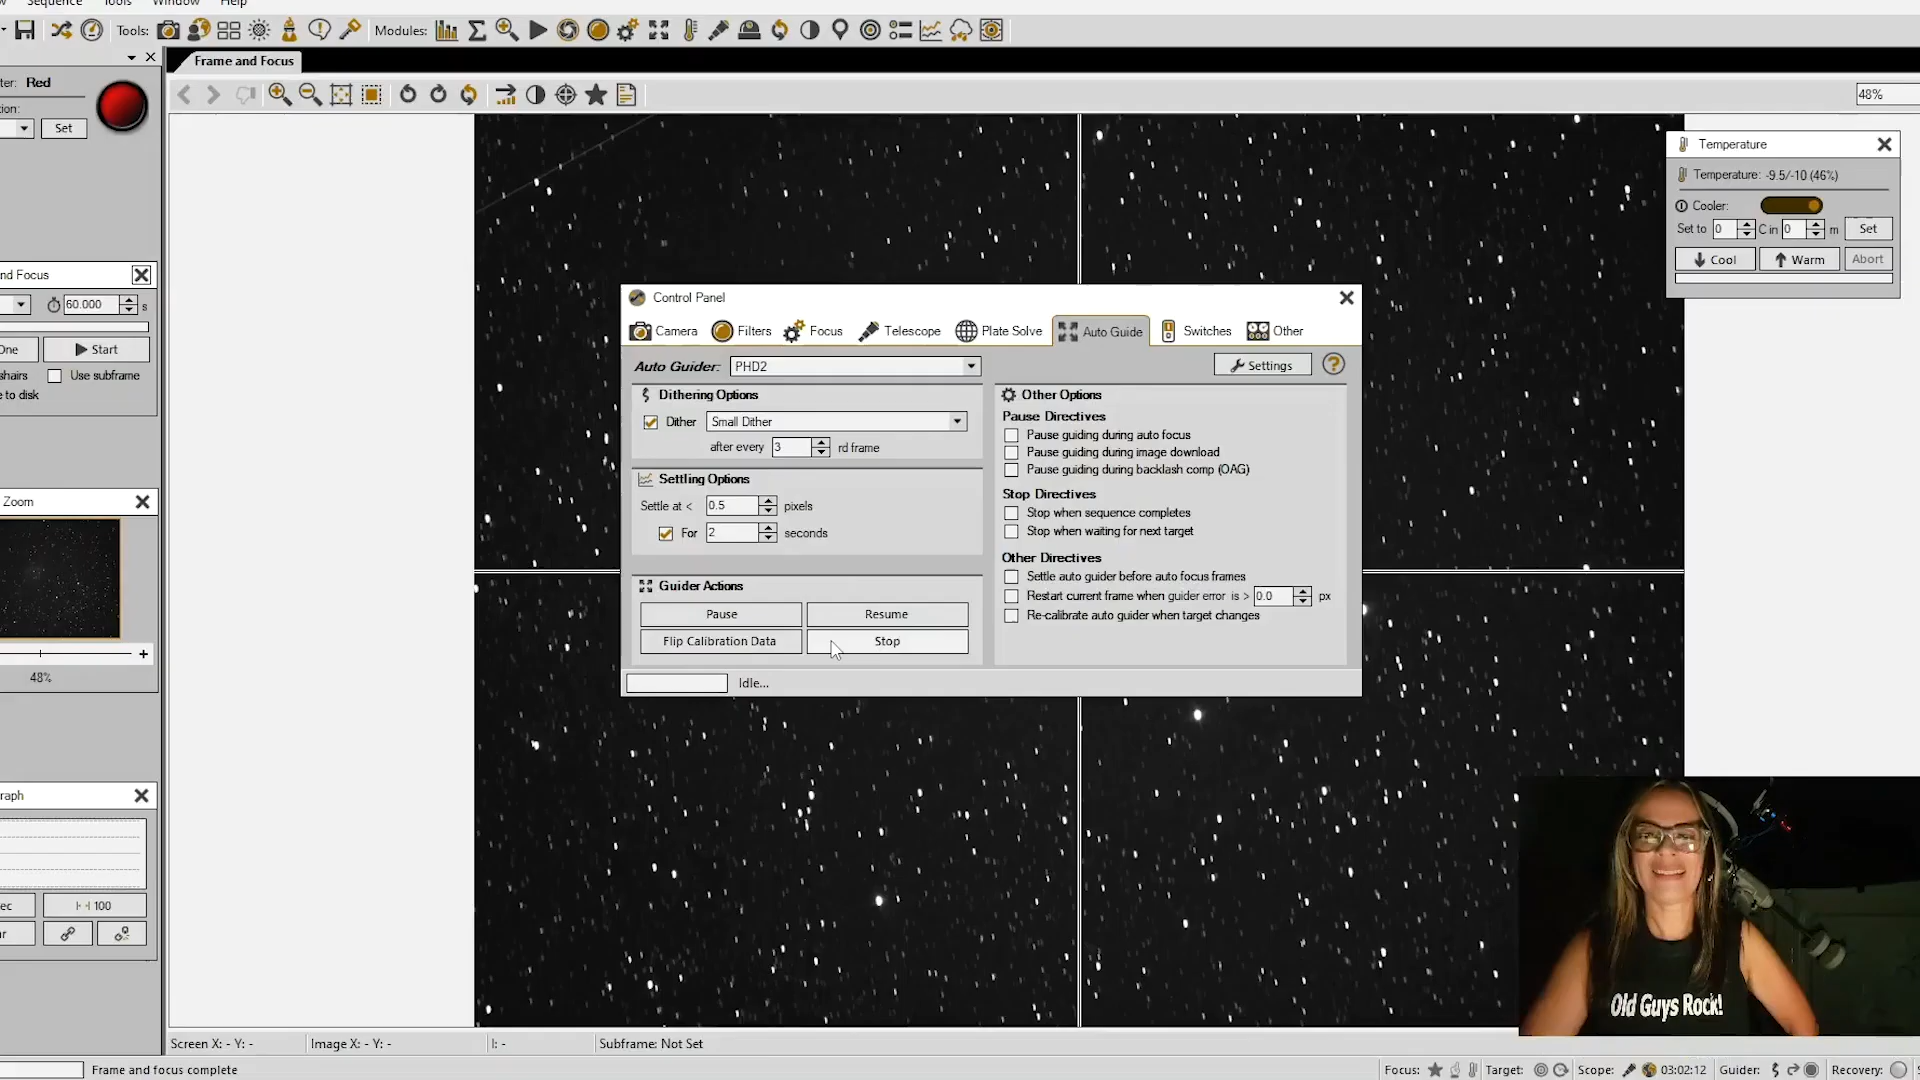 Sequence Tools Window Help
Tools: Modules:
Frame and Focus
48%
ter: Red
ion:
Set
nd Focus
60.000 s
One Start
shairs Use subframe
e to disk
Zoom
+
48%
raph
ec 100
ar
Temperature
Temperature: -9.5/-10 (46%)
Cooler:
Set to 0 C in 0 m Set
Cool Warm Abort
Control Panel
Camera Filters Focus Telescope Plate Solve Auto Guide Switches Other
Auto Guider: PHD2 Settings ?
Dithering Options
Dither Small Dither
after every 3 rd frame
Settling Options
Settle at < 0.5 pixels
For 2 seconds
Guider Actions
Pause Resume
Flip Calibration Data Stop
Idle...
Other Options
Pause Directives
Pause guiding during auto focus
Pause guiding during image download
Pause guiding during backlash comp (OAG)
Stop Directives
Stop when sequence completes
Stop when waiting for next target
Other Directives
Settle auto guider before auto focus frames
Restart current frame when guider error is > 0.0 px
Re-calibrate auto guider when target changes
Old Guys Rock!
Screen X: - Y: - Image X: - Y: - I: - Subframe: Not Set
Frame and focus complete Focus: Target: Scope: 03:02:12 Guider: Recovery: